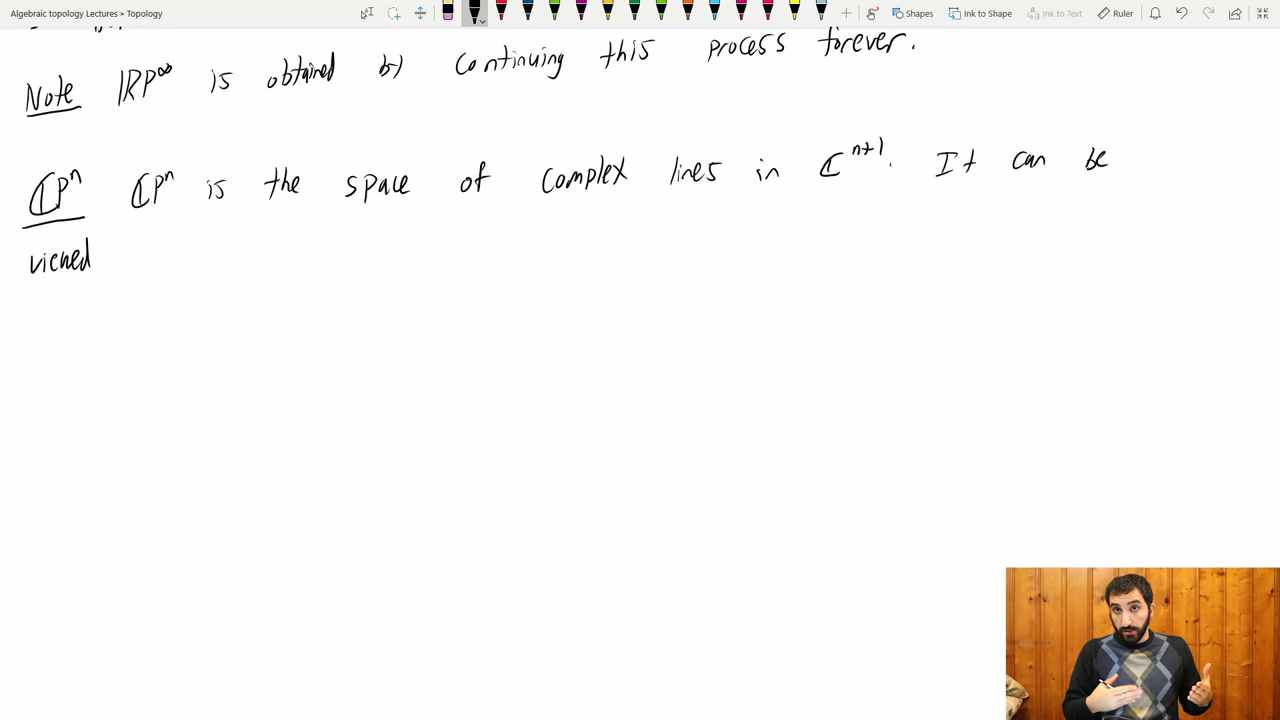 Algebraic topology Lectures » Topology
Shapes
Ink to Shape
Ink to Text
Ruler
Note ℝP^∞ is obtained by continuing this process forever.
ℂP^n ℂP^n is the space of complex lines in ℂ^{n+1}. It can be
viewed